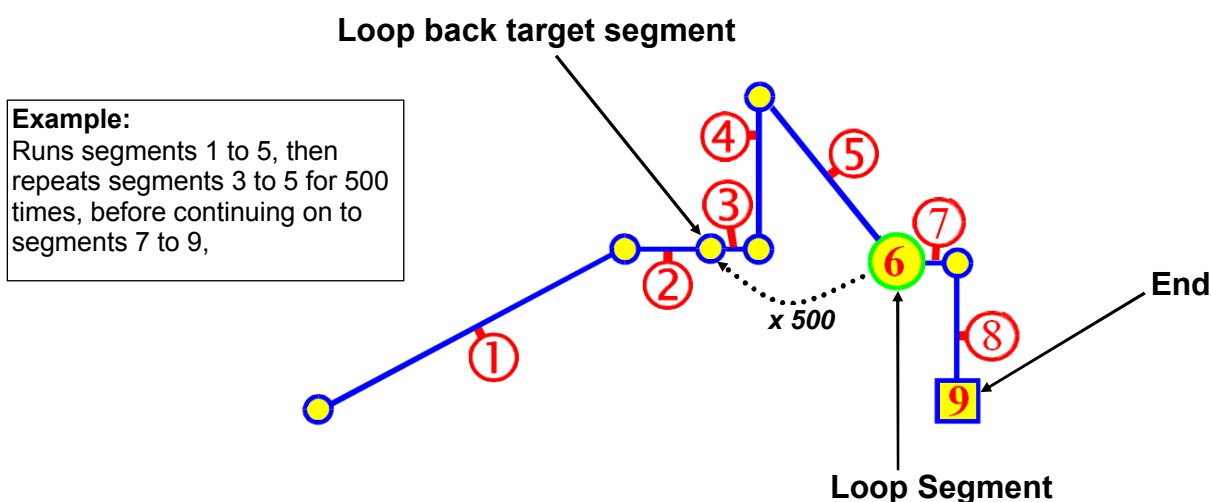 Loop back target segment
Example:
Runs segments 1 to 5, then
repeats segments 3 to 5 for 500
times, before continuing on to
segments 7 to 9,
4
5
3
7
6
2
x 500
End
1
8
9
Loop Segment